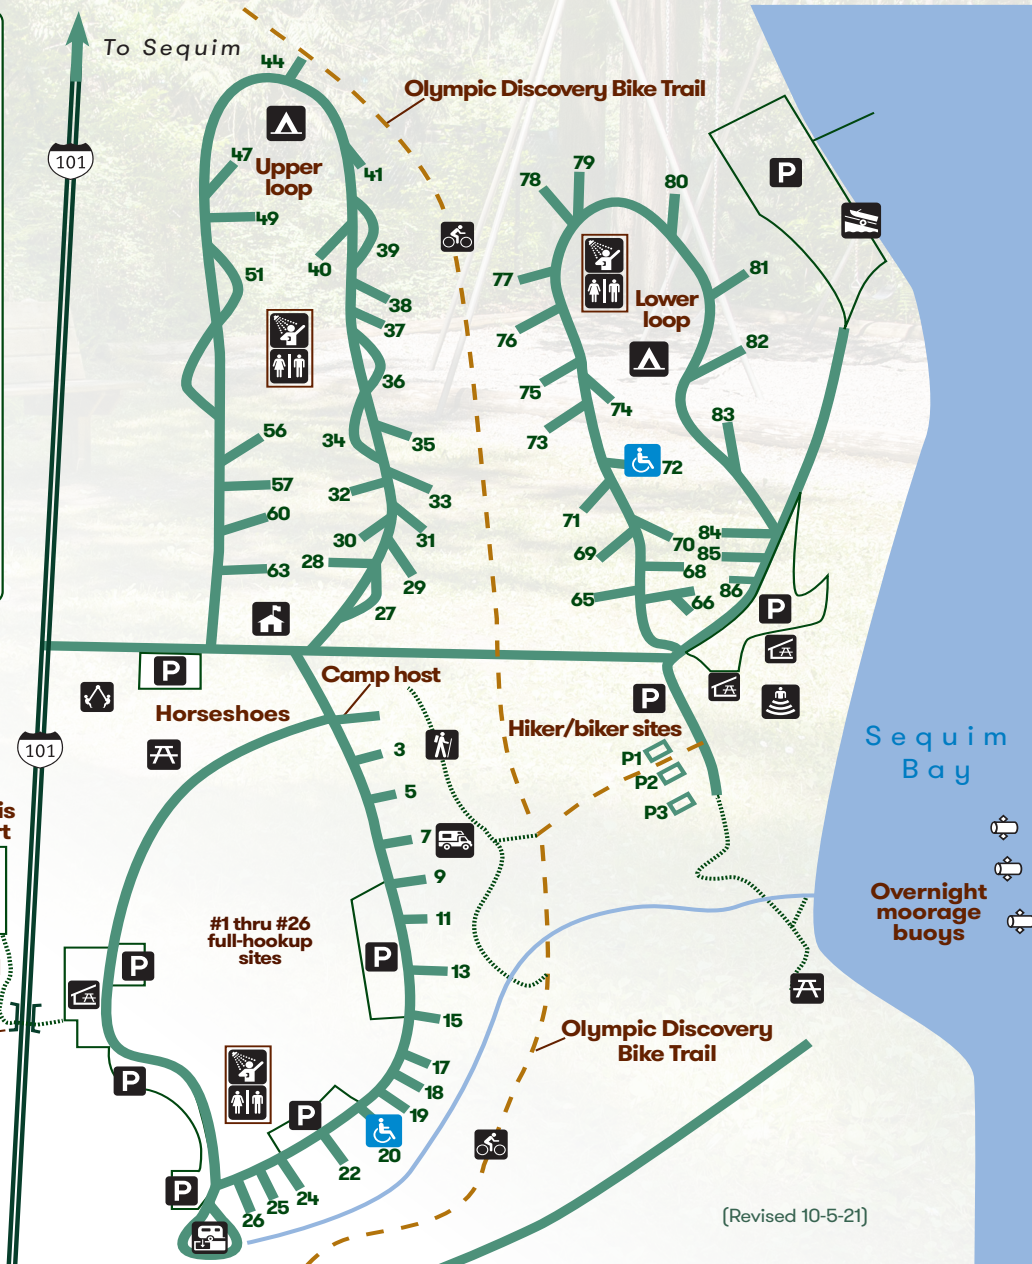 To Sequim
44
Olympic Discovery Bike Trail
101
47
Upper
loop
41
79
78
80
P
49
39
40
51
77
81
38
37
Lower
loop
76
82
36
75
74
83
56
34
35
73
72
57
32
33
60
71
30
31
70
84
28
69
85
63
29
68
86
27
65
66
P
P
Camp host
P
Horseshoes
Hiker/biker sites
3
P1
101
P2
5
P3
Sequim
Bay
is
rt
7
9
Overnight
moorage
buoys
11
#1 thru #26
full-hookup
sites
P
P
13
15
Olympic Discovery
Bike Trail
17
P
18
19
P
20
22
P
24
25
26
(Revised 10-5-21)